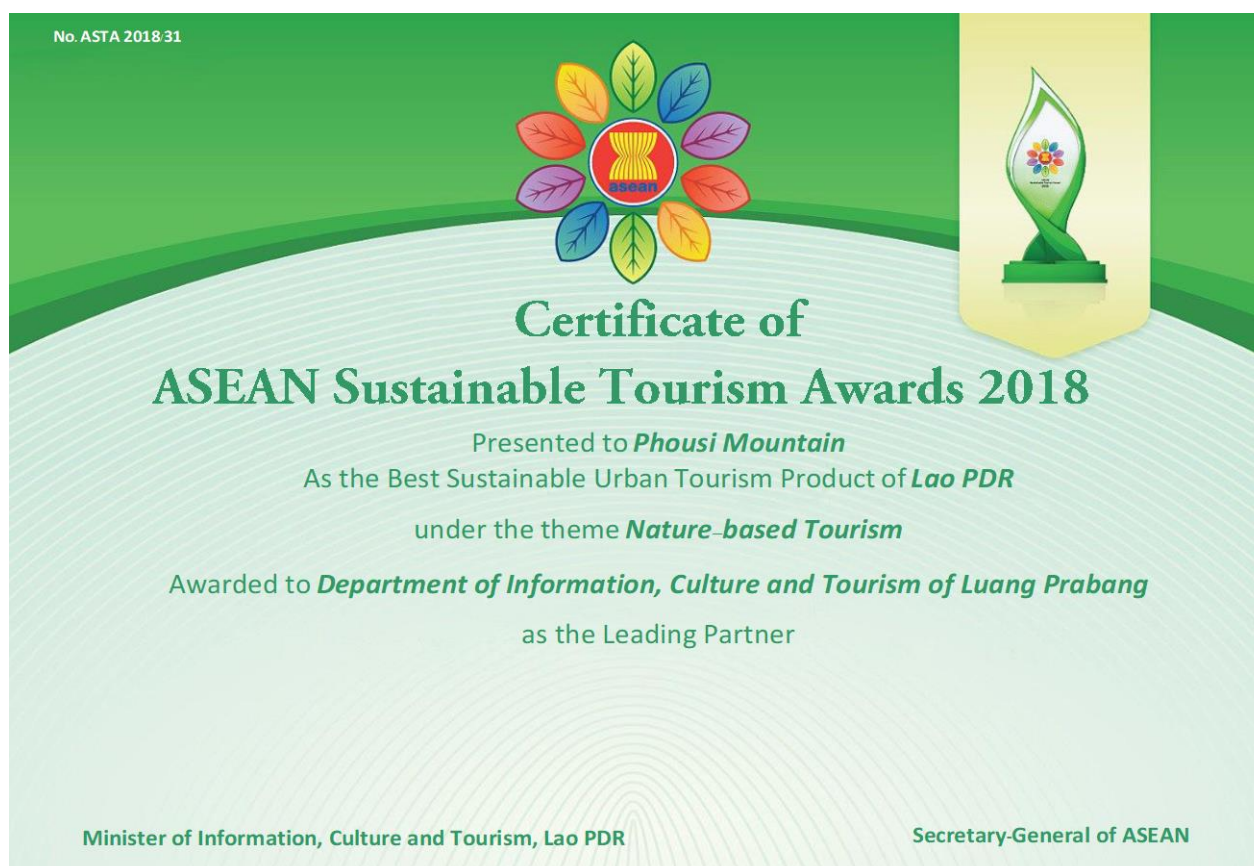 No. ASTA 2018/31
asean
Certificate of
ASEAN Sustainable Tourism Awards 2018
Presented to Phousi Mountain
As the Best Sustainable Urban Tourism Product of Lao PDR
under the theme Nature–based Tourism
Awarded to Department of Information, Culture and Tourism of Luang Prabang
as the Leading Partner
Minister of Information, Culture and Tourism, Lao PDR
Secretary-General of ASEAN